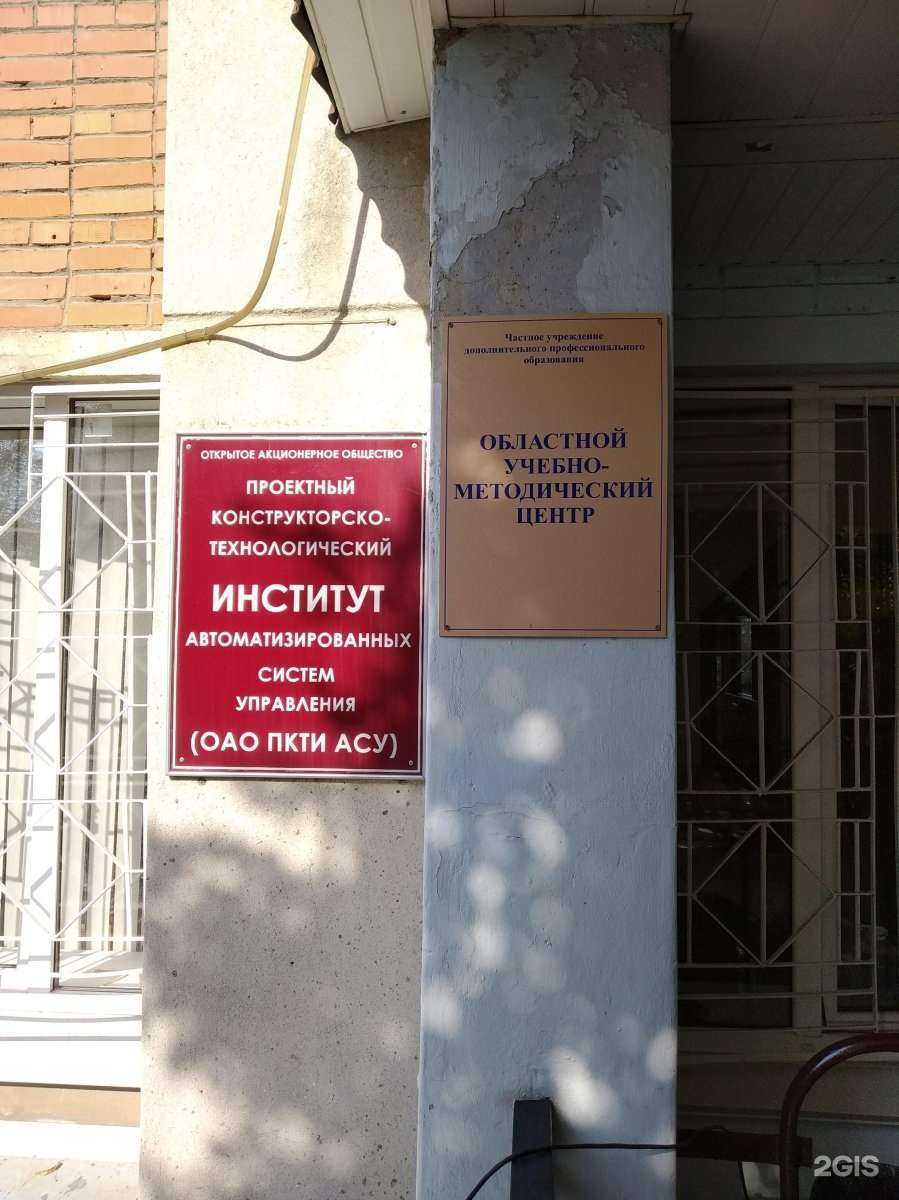 ОТКРЫТОЕ АКЦИОНЕРНОЕ ОБЩЕСТВО
ПРОЕКТНЫЙ
КОНСТРУКТОРСКО-
ТЕХНОЛОГИЧЕСКИЙ
ИНСТИТУТ
АВТОМАТИЗИРОВАННЫХ
СИСТЕМ
УПРАВЛЕНИЯ
(ОАО ПКТИ АСУ)
Частное учреждение
дополнительного профессионального
образования
ОБЛАСТНОЙ
УЧЕБНО-
МЕТОДИЧЕСКИЙ
ЦЕНТР
2GIS